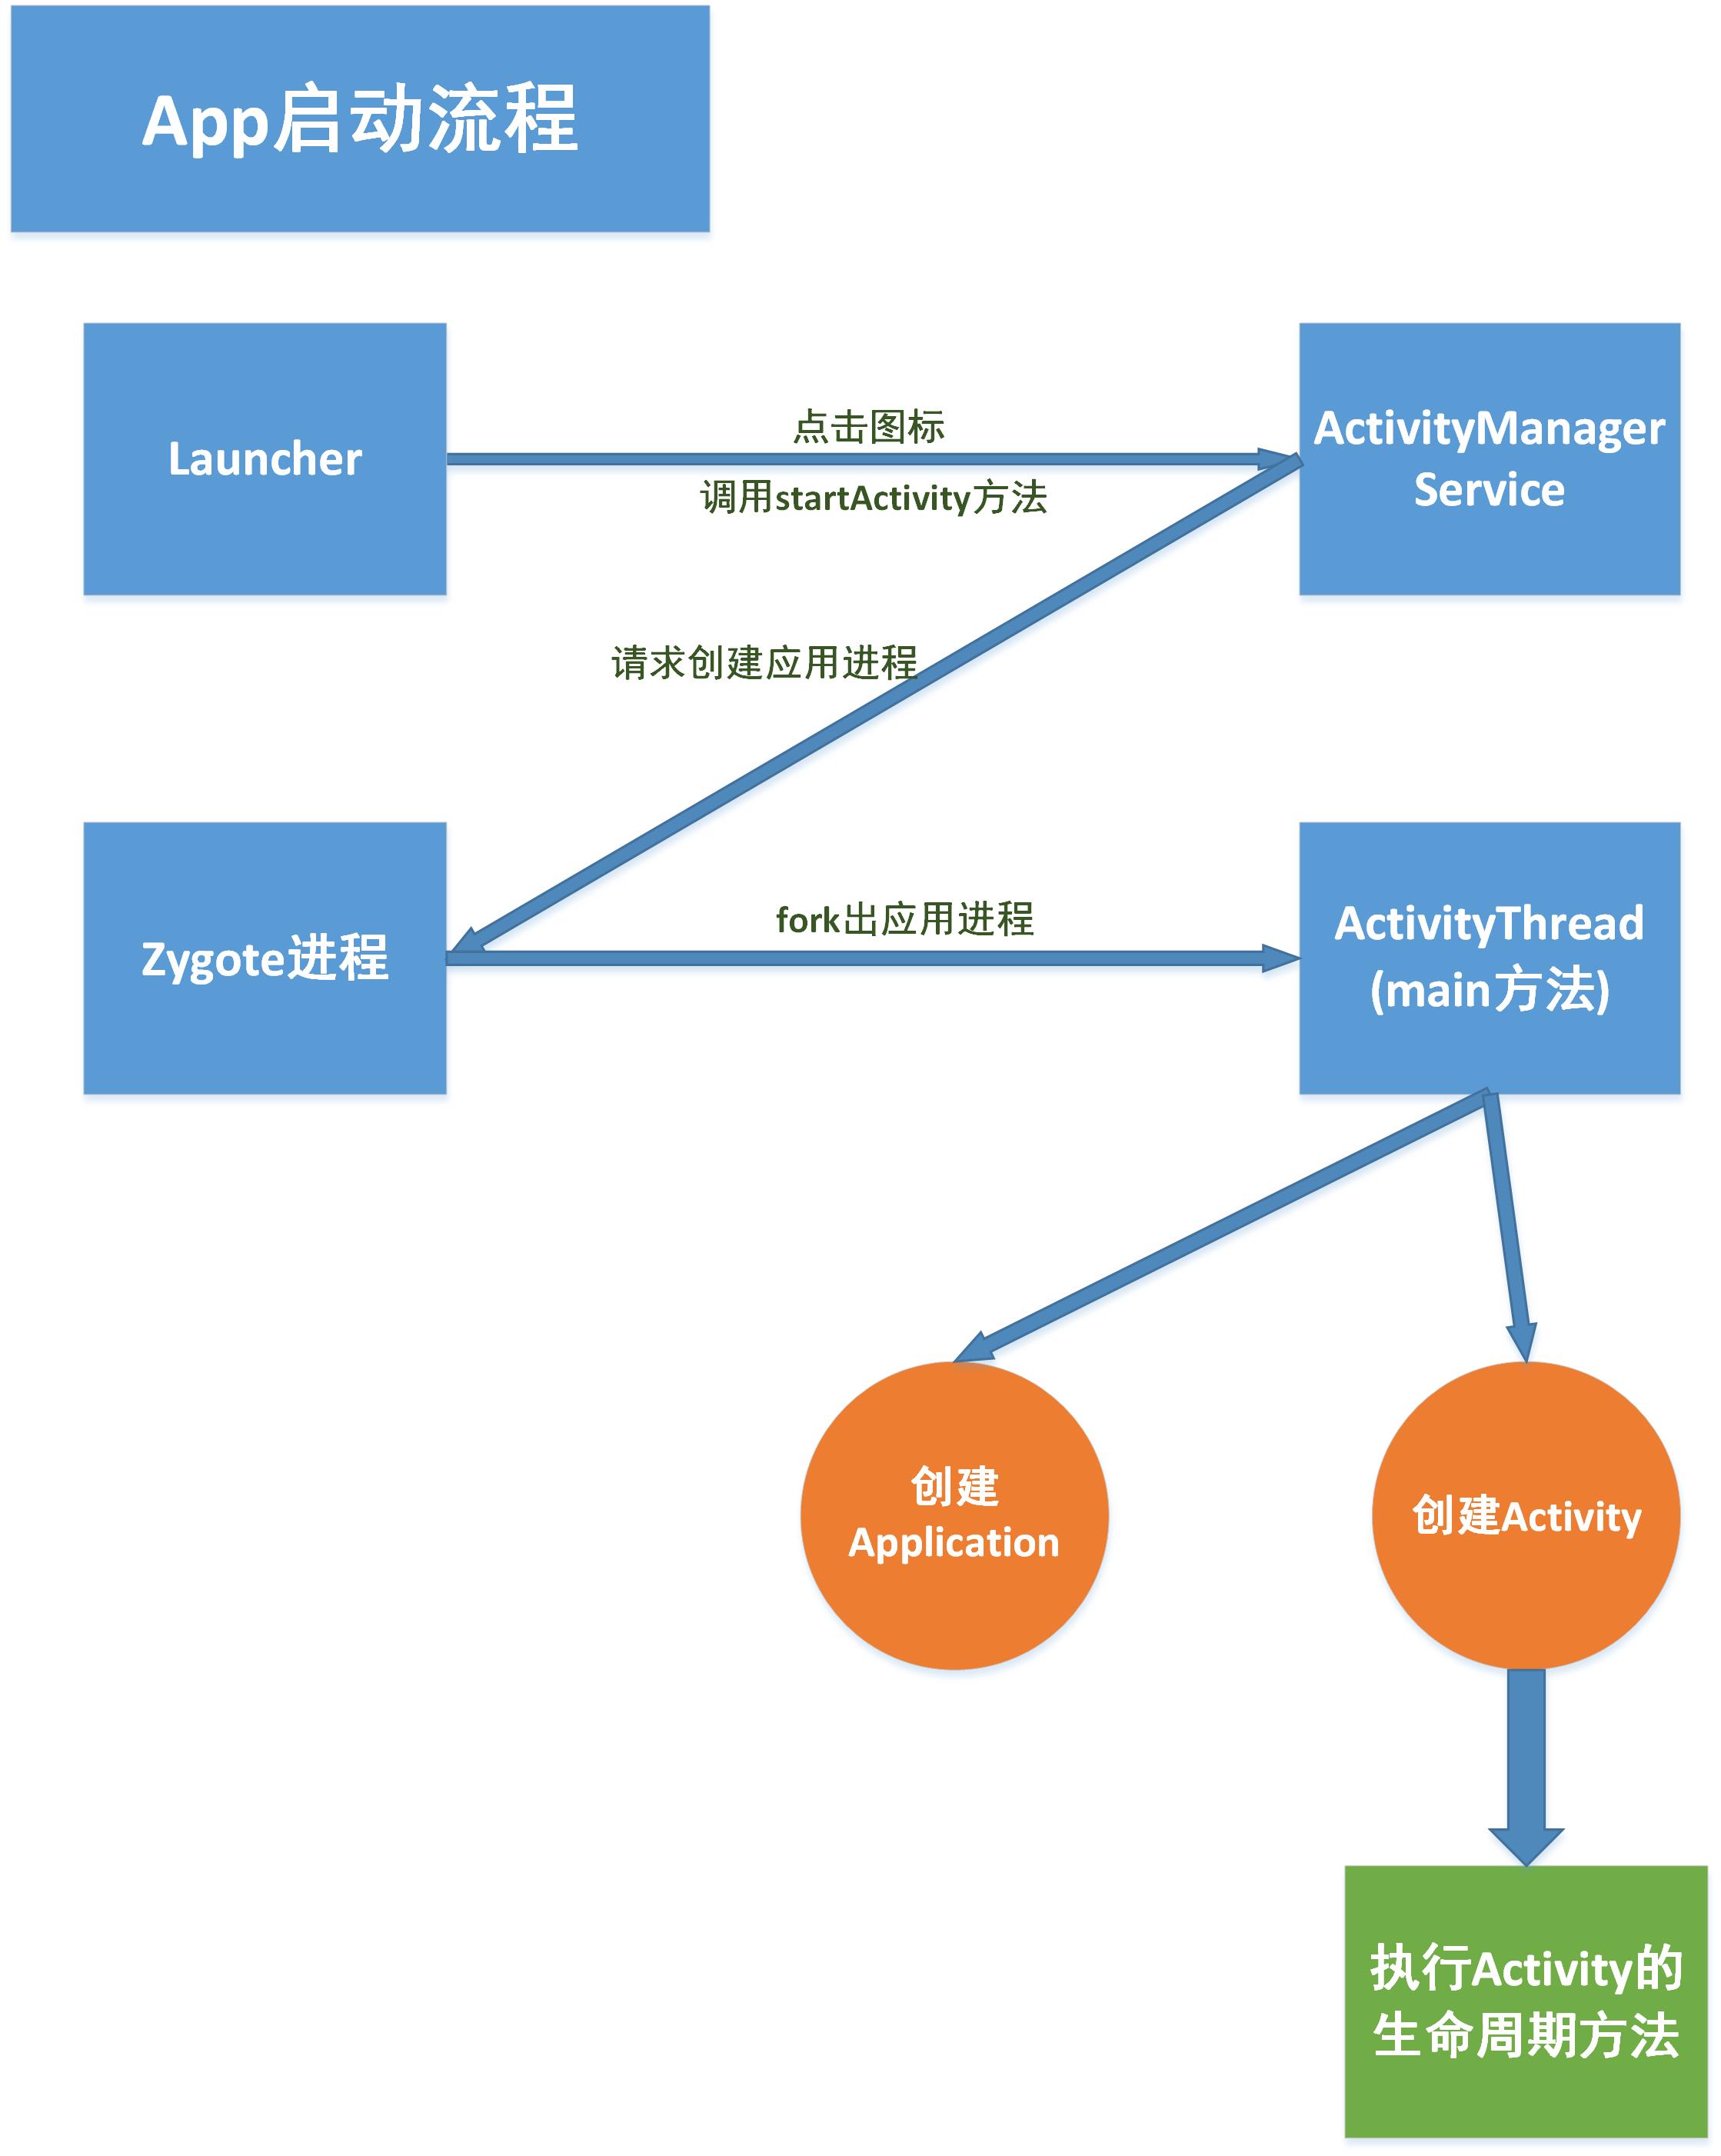 App启动流程
Launcher
点击图标
调用startActivity方法
ActivityManager
Service
请求创建应用进程
Zygote进程
fork出应用进程
ActivityThread
(main方法)
创建
Application
创建Activity
执行Activity的
生命周期方法